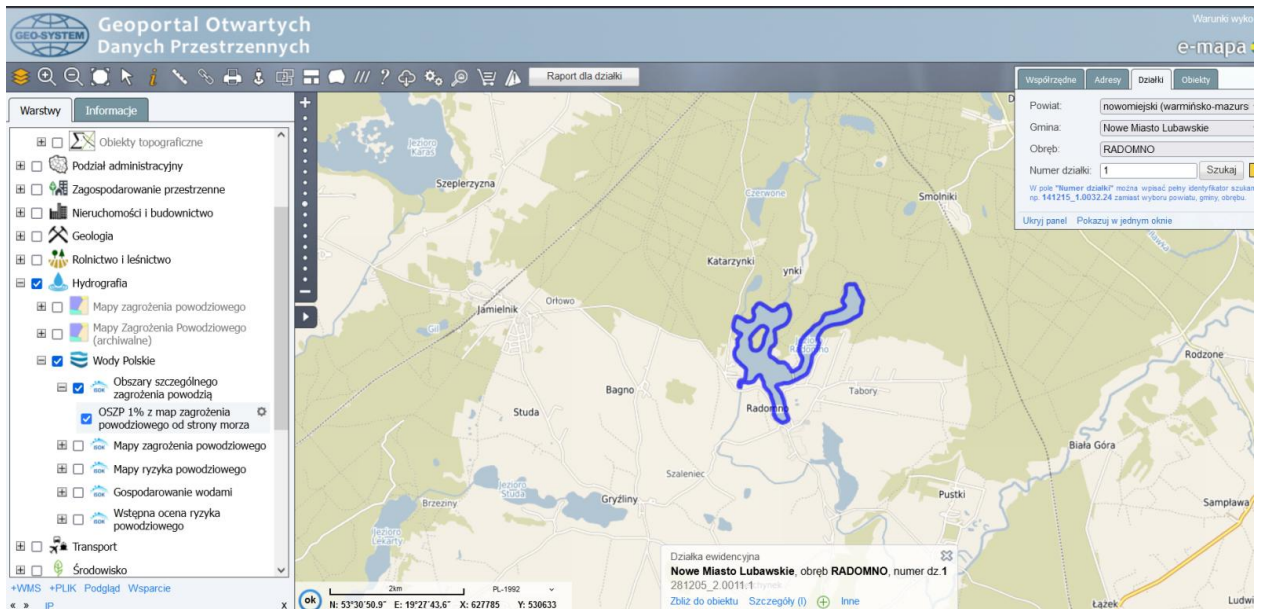 GEO-SYSTEM
Geoportal Otwartych
Danych Przestrzennych
Warunki wyko
e-mapa
Raport dla działki
Warstwy
Informacje
Obiekty topograficzne
Podział administracyjny
Zagospodarowanie przestrzenne
Nieruchomości i budownictwo
Geologia
Rolnictwo i leśnictwo
Hydrografia
Mapy zagrożenia powodziowego
Mapy Zagrożenia Powodziowego
(archiwalne)
Wody Polskie
Obszary szczególnego
zagrożenia powodzią
OSZP 1% z map zagrożenia
powodziowego od strony morza
Mapy zagrożenia powodziowego
Mapy ryzyka powodziowego
Gospodarowanie wodami
Wstępna ocena ryzyka
powodziowego
Transport
Środowisko
+WMS +PLIK Podgląd Wsparcie
« » IP X
Współrzędne
Adresy
Działki
Obiekty
Powiat: nowomiejski (warmińsko-mazurs
Gmina: Nowe Miasto Lubawskie
Obręb: RADOMNO
Numer działki: 1 Szukaj
W pole "Numer działki" można wpisać pełny identyfikator szukan
np. 141215_1.0032.24 zamiast wyboru powiatu, gminy, obrębu.
Ukryj panel Pokazuj w jednym oknie
Jezioro
Karaś
Szeplerzyzna
Czerwone
Smolniki
Katarzynki
ynki
Orłowo
Jamielnik
Gil
Radomno
Rodzone
Bagno
Tabory
Radomno
Studa
Biała
Góra
Szaleniec
Jezioro
Studa
Gryźliny
Pustki
Brzeziny
Sampława
Jezioro
Łekarty
Łążek
Ludwi
Działka ewidencyjna
Nowe Miasto Lubawskie, obręb RADOMNO, numer dz.1
281205_2.0011.1
Zbliż do obiektu Szczegóły (I) Inne
2km
PL-1992
ok
N: 53°30'50.9" E: 19°27'43,6" X: 627785 Y: 530633